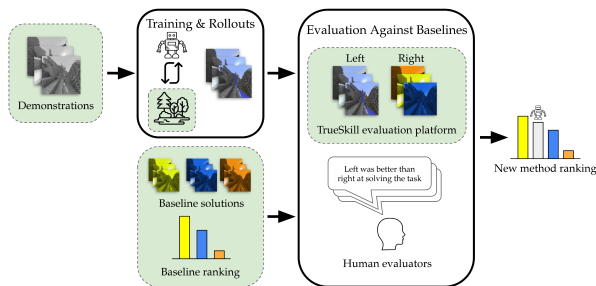 Training & Rollouts
Demonstrations
Evaluation Against Baselines
Left
Right
TrueSkill evaluation platform
Baseline solutions
Baseline ranking
Left was better than
right at solving the task
Human evaluators
New method ranking